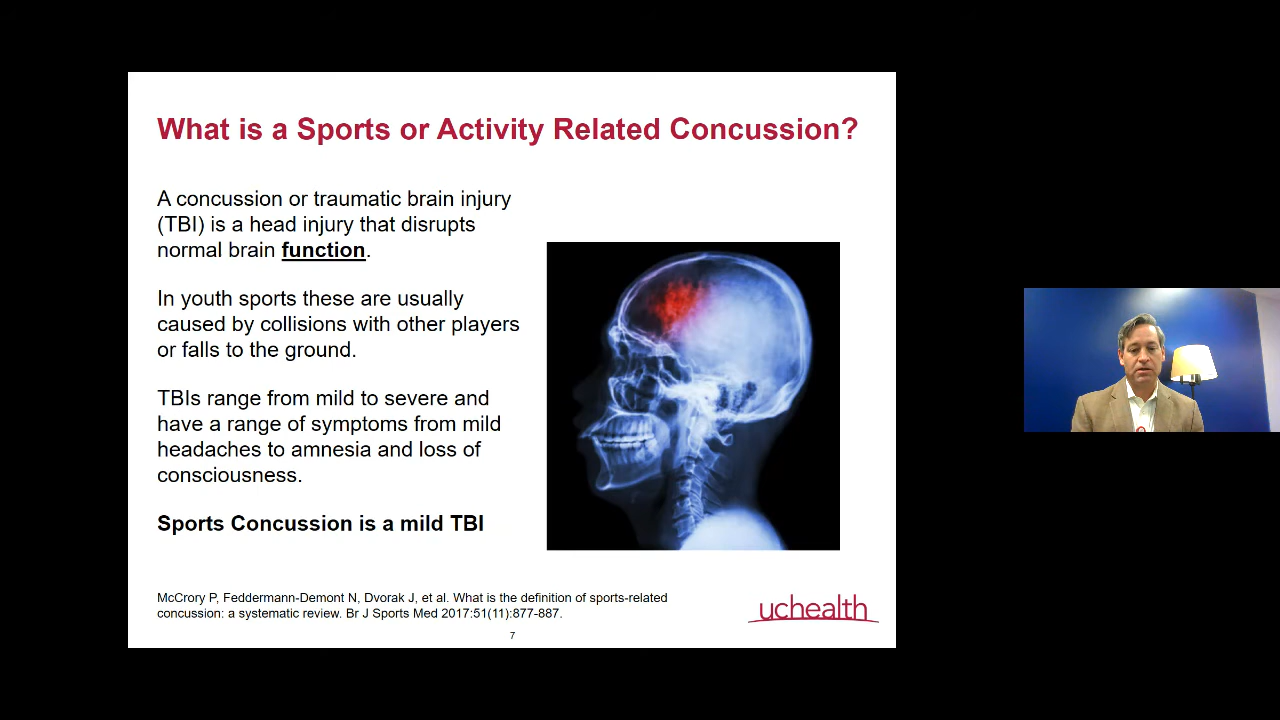 What is a Sports or Activity Related Concussion?
A concussion or traumatic brain injury
(TBI) is a head injury that disrupts
normal brain function.
In youth sports these are usually
caused by collisions with other players
or falls to the ground.
TBIs range from mild to severe and
have a range of symptoms from mild
headaches to amnesia and loss of
consciousness.
Sports Concussion is a mild TBI
McCrory P, Feddermann-Demont N, Dvorak J, et al. What is the definition of sports-related
concussion: a systematic review. Br J Sports Med 2017:51(11):877-887.
uchealth
7